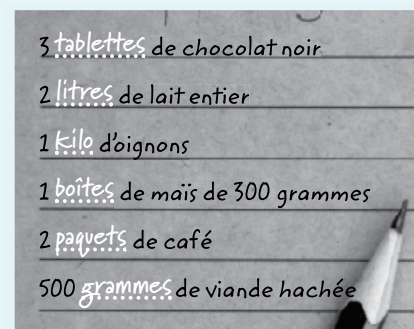 3 tablettes de chocolat noir
2 litres de lait entier
1 kilo d'oignons
1 boîtes de maïs de 300 grammes
2 paquets de café
500 grammes de viande hachée